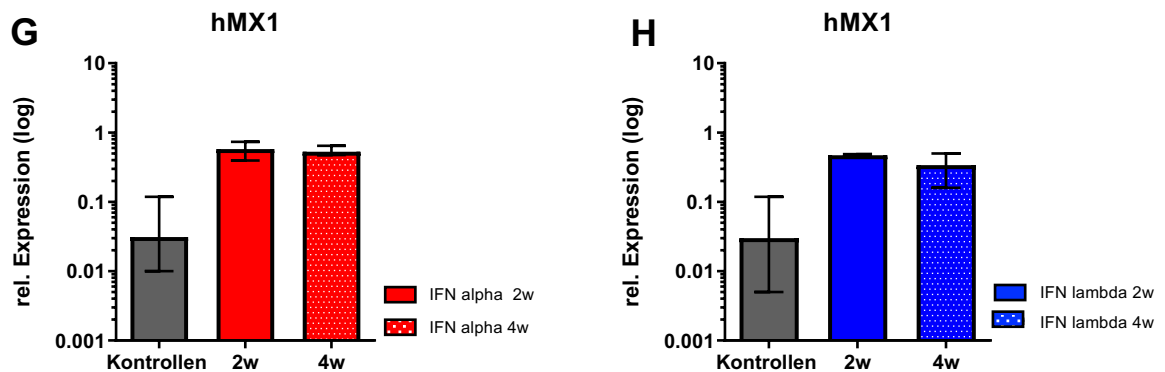 G
hMX1
rel. Expression (log)
10
1
0.1
0.01
0.001
Kontrollen 2w 4w
IFN alpha 2w
IFN alpha 4w
H
hMX1
rel. Expression (log)
10
1
0.1
0.01
0.001
Kontrollen 2w 4w
IFN lambda 2w
IFN lambda 4w